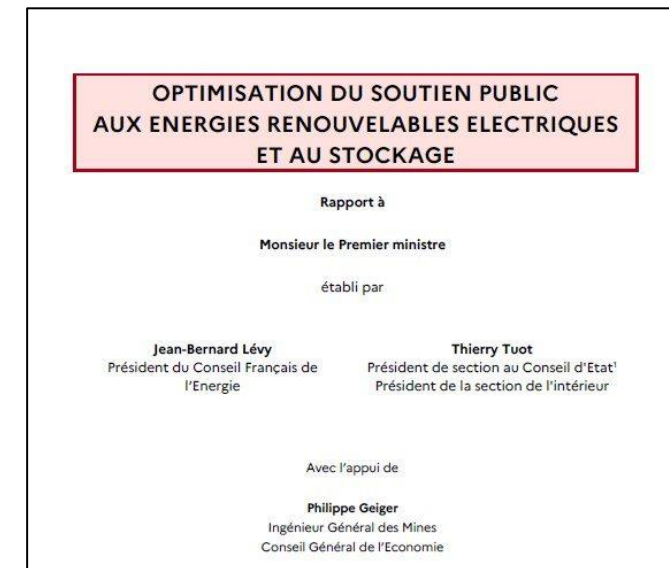 OPTIMISATION DU SOUTIEN PUBLIC
AUX ENERGIES RENOUVELABLES ELECTRIQUES
ET AU STOCKAGE
Rapport à
Monsieur le Premier ministre
établi par
Jean-Bernard Lévy
Président du Conseil Français de
l'Energie
Thierry Tuot
Président de section au Conseil d'Etat¹
Président de la section de l'intérieur
Avec l'appui de
Philippe Geiger
Ingénieur Général des Mines
Conseil Général de l'Economie